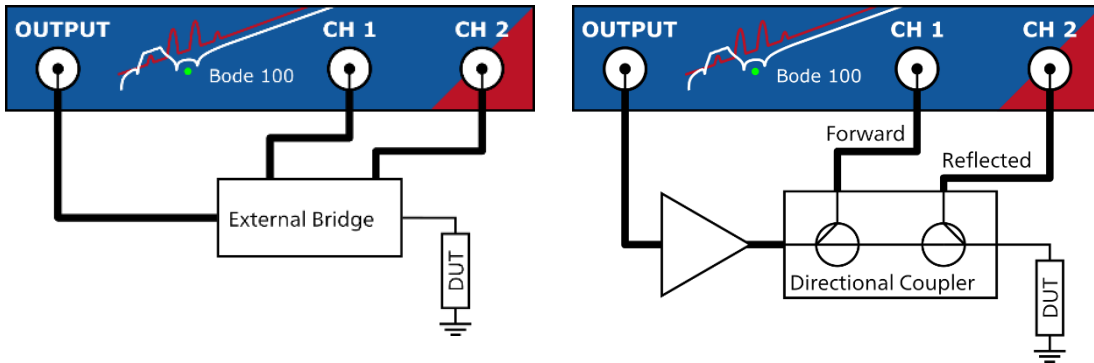 OUTPUT
CH 1
CH 2
Bode 100
External Bridge
DUT
OUTPUT
CH 1
CH 2
Bode 100
Forward
Reflected
Directional Coupler
DUT